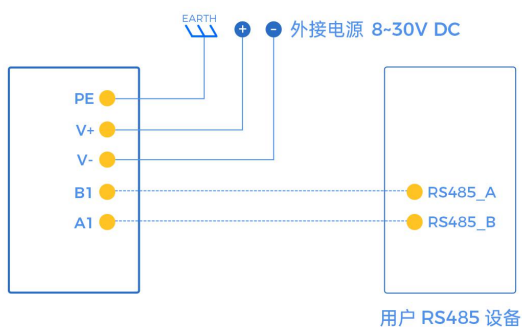 EARTH
+
-
外接电源 8~30V DC
PE
V+
V-
B1
RS485_A
A1
RS485_B
用户 RS485 设备